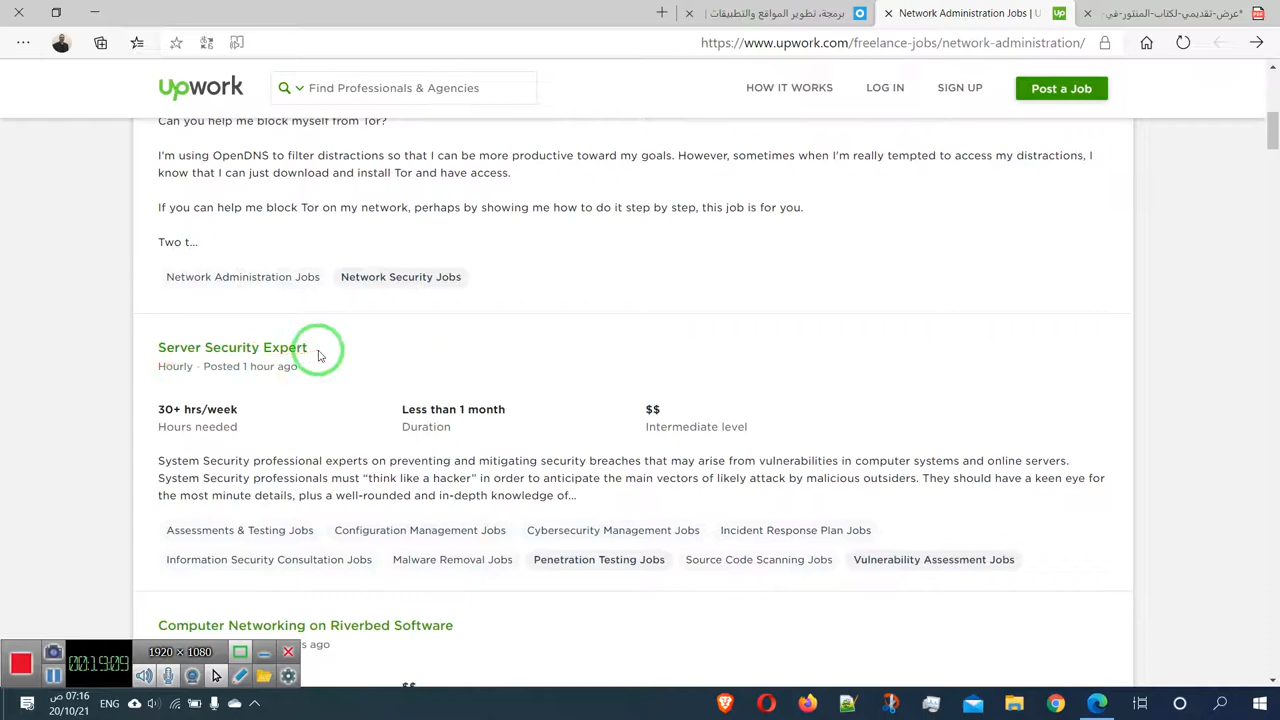 برمجة، تطوير المواقع والتطبيقات |
Network Administration Jobs | U
عرض-تقديمي-لكتاب-المنثور-في-
https://www.upwork.com/freelance-jobs/network-administration/
upwork
Find Professionals & Agencies
HOW IT WORKS
LOG IN
SIGN UP
Post a Job
Can you help me block myself from Tor?
I'm using OpenDNS to filter distractions so that I can be more productive toward my goals. However, sometimes when I'm really tempted to access my distractions, I
know that I can just download and install Tor and have access.
If you can help me block Tor on my network, perhaps by showing me how to do it step by step, this job is for you.
Two t...
Network Administration Jobs Network Security Jobs
Server Security Expert
Hourly · Posted 1 hour ago
30+ hrs/week Less than 1 month $$
Hours needed Duration Intermediate level
System Security professional experts on preventing and mitigating security breaches that may arise from vulnerabilities in computer systems and online servers.
System Security professionals must “think like a hacker” in order to anticipate the main vectors of likely attack by malicious outsiders. They should have a keen eye for
the most minute details, plus a well-rounded and in-depth knowledge of...
Assessments & Testing Jobs Configuration Management Jobs Cybersecurity Management Jobs Incident Response Plan Jobs
Information Security Consultation Jobs Malware Removal Jobs Penetration Testing Jobs Source Code Scanning Jobs Vulnerability Assessment Jobs
Computer Networking on Riverbed Software
s ago
$$
1920 × 1080
00:19:09
07:16 ص
ENG
20/10/21